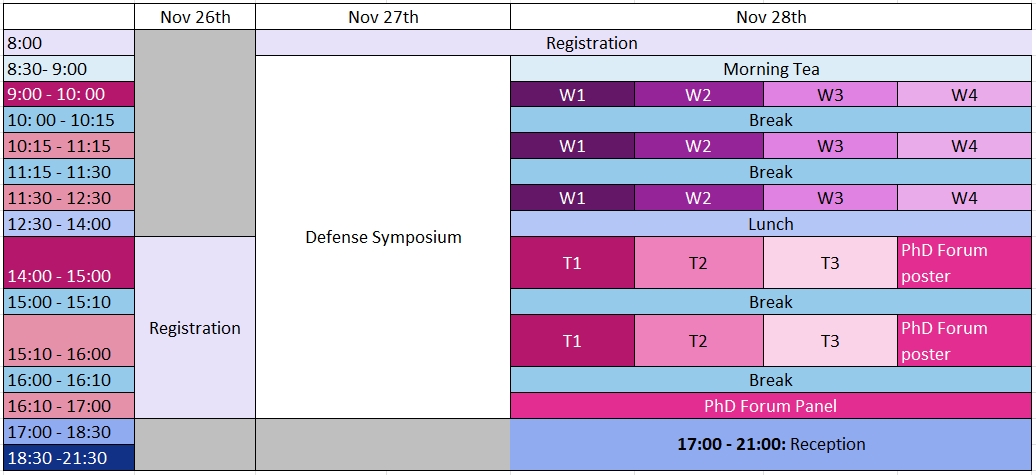 Nov 26th Nov 27th Nov 28th
8:00 Registration
8:30- 9:00 Morning Tea
9:00 - 10: 00 W1 W2 W3 W4
10: 00 - 10:15 Break
10:15 - 11:15 W1 W2 W3 W4
11:15 - 11:30 Break
11:30 - 12:30 W1 W2 W3 W4
12:30 - 14:00 Lunch
Defense Symposium
14:00 - 15:00 T1 T2 T3 PhD Forum
poster
15:00 - 15:10 Break
Registration
15:10 - 16:00 T1 T2 T3 PhD Forum
poster
16:00 - 16:10 Break
16:10 - 17:00 PhD Forum Panel
17:00 - 18:30
17:00 - 21:00: Reception
18:30 -21:30